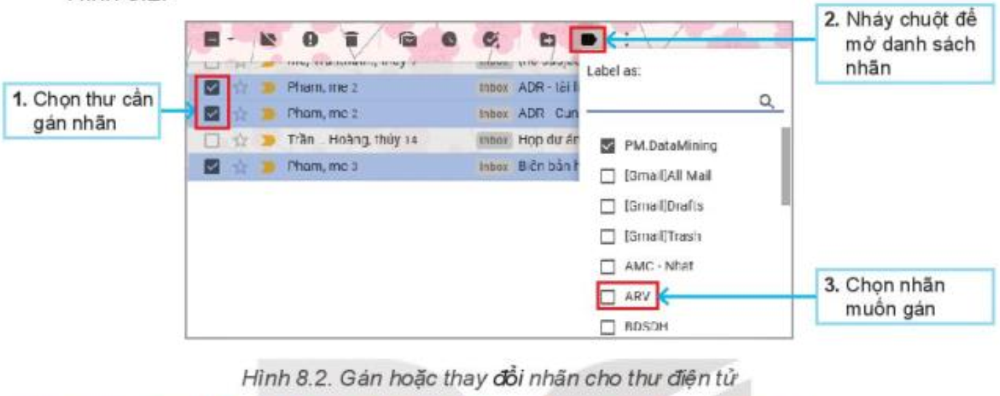 2. Nháy chuột để
mở danh sách
nhãn
Label as:
1. Chọn thư cần
gán nhãn
Pham, me 2
Inbox
ADR - tài l
Pham, me 2
Inbox
ADR
Trần .. Hoàng, thủy 14
Inbox
Họp dự án
Pham, me 3
Inbox
Biên bản h
PM.DataMining
[Gmail]All Mail
[Gmail]Drafts
[Gmail]Trash
AMC - Nhat
ARV
BDSDH
3. Chọn nhãn
muốn gán
Hình 8.2. Gán hoặc thay đổi nhãn cho thư điện tử